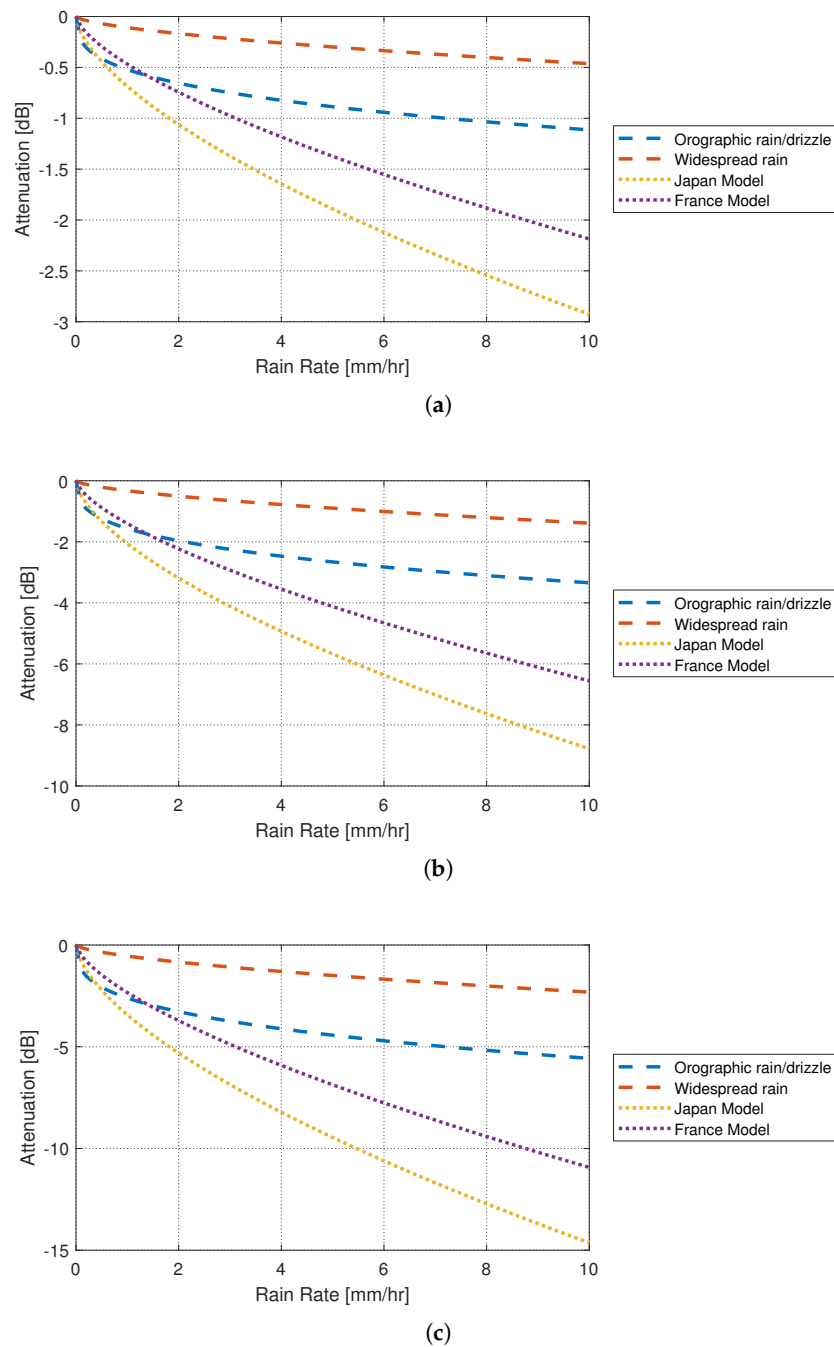 0
-0.5
-1
-1.5
-2
-2.5
-3
Attenuation [dB]
0 2 4 6 8 10
Rain Rate [mm/hr]
Orographic rain/drizzle
Widespread rain
Japan Model
France Model
(a)
0
-2
-4
-6
-8
-10
Attenuation [dB]
0 2 4 6 8 10
Rain Rate [mm/hr]
Orographic rain/drizzle
Widespread rain
Japan Model
France Model
(b)
0
-5
-10
-15
Attenuation [dB]
0 2 4 6 8 10
Rain Rate [mm/hr]
Orographic rain/drizzle
Widespread rain
Japan Model
France Model
(c)